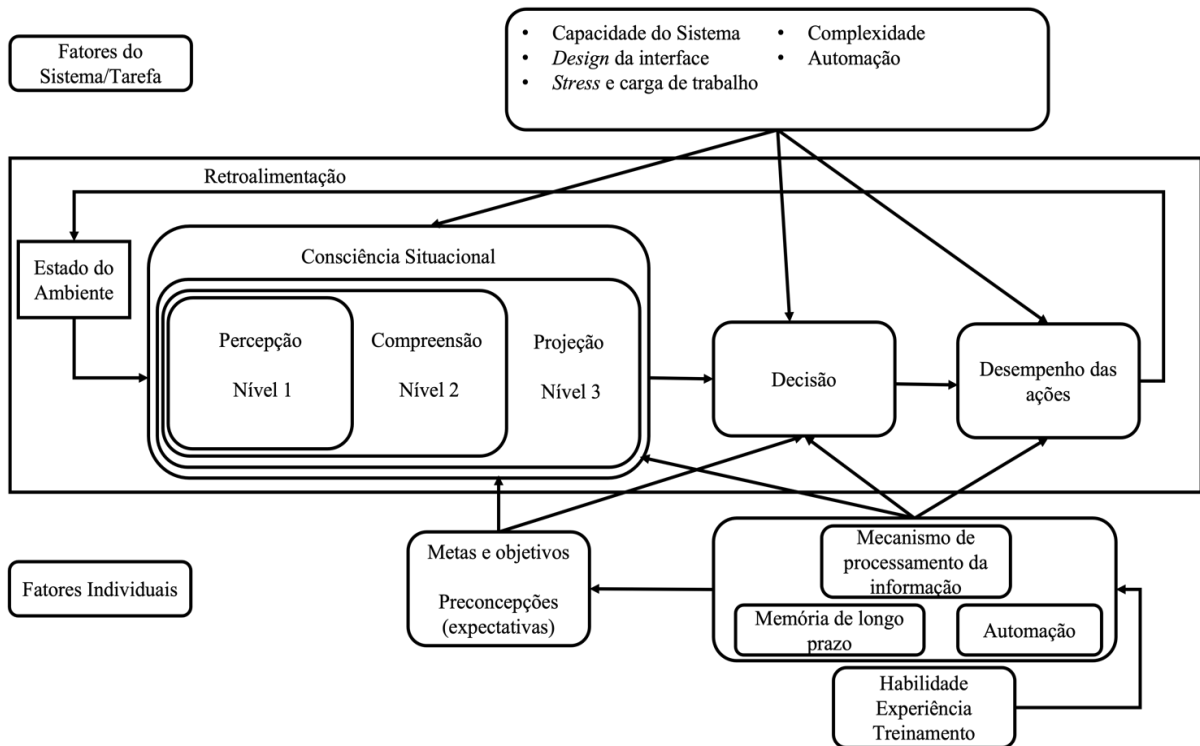 Fatores do
Sistema/Tarefa
• Capacidade do Sistema
• Design da interface
• Stress e carga de trabalho
• Complexidade
• Automação
Retroalimentação
Estado do
Ambiente
Consciência Situacional
Percepção
Nível 1
Compreensão
Nível 2
Projeção
Nível 3
Decisão
Desempenho das
ações
Fatores Individuais
Metas e objetivos
Preconcepções
(expectativas)
Mecanismo de
processamento da
informação
Memória de longo
prazo
Automação
Habilidade
Experiência
Treinamento